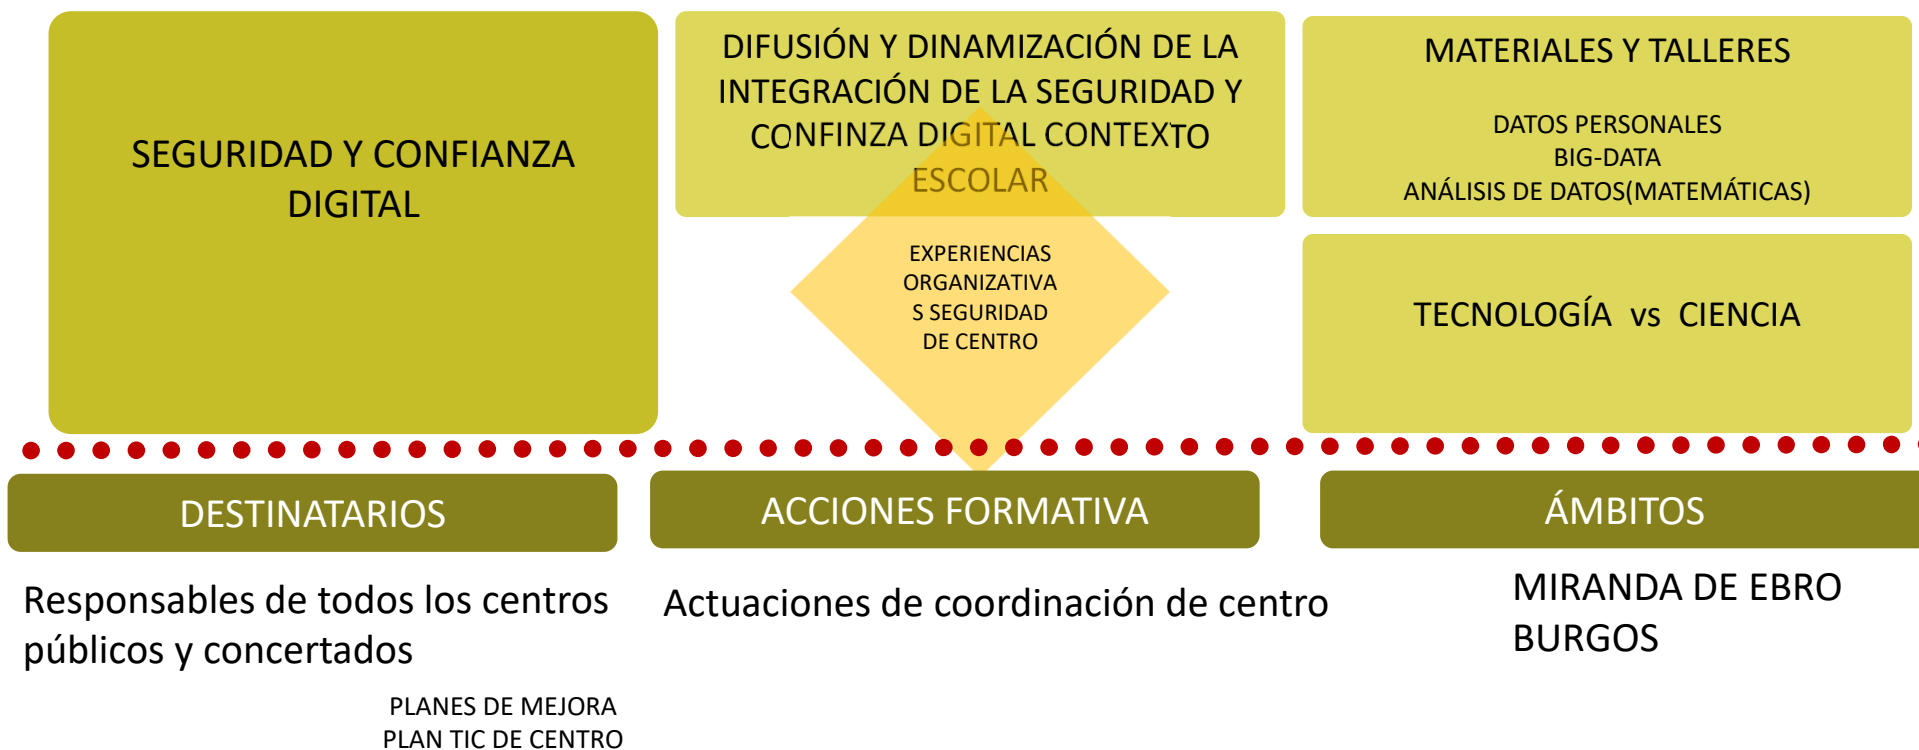 SEGURIDAD Y CONFIANZA
DIGITAL
DIFUSIÓN Y DINAMIZACIÓN DE LA
INTEGRACIÓN DE LA SEGURIDAD Y
CONFINZA DIGITAL CONTEXTO
ESCOLAR
EXPERIENCIAS
ORGANIZATIVA
S SEGURIDAD
DE CENTRO
MATERIALES Y TALLERES
DATOS PERSONALES
BIG-DATA
ANÁLISIS DE DATOS(MATEMÁTICAS)
TECNOLOGÍA vs CIENCIA
DESTINATARIOS
Responsables de todos los centros
públicos y concertados
PLANES DE MEJORA
PLAN TIC DE CENTRO
ACCIONES FORMATIVA
Actuaciones de coordinación de centro
ÁMBITOS
MIRANDA DE EBRO
BURGOS